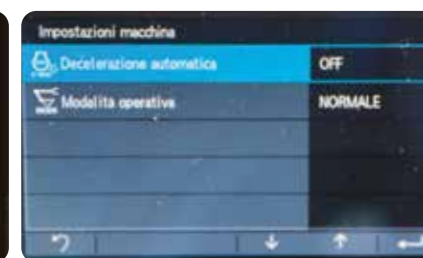 Impostazioni macchina
Decelerazione automatica OFF
Modalità operativa NORMALE